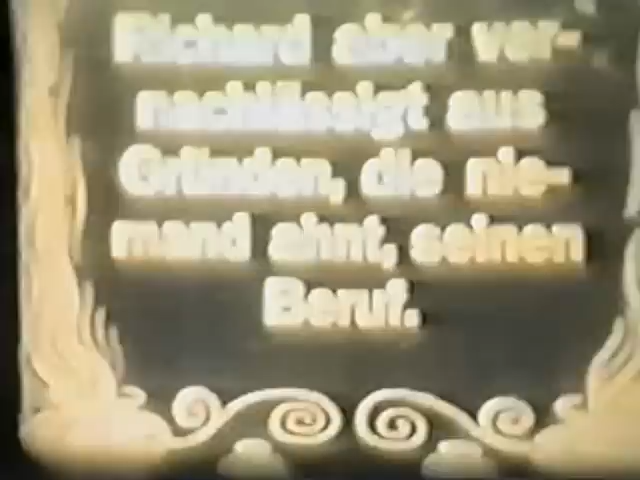 Richard aber ver-
nachlässigt aus
Gründen, die nie-
mand ahnt, seinen
Beruf.